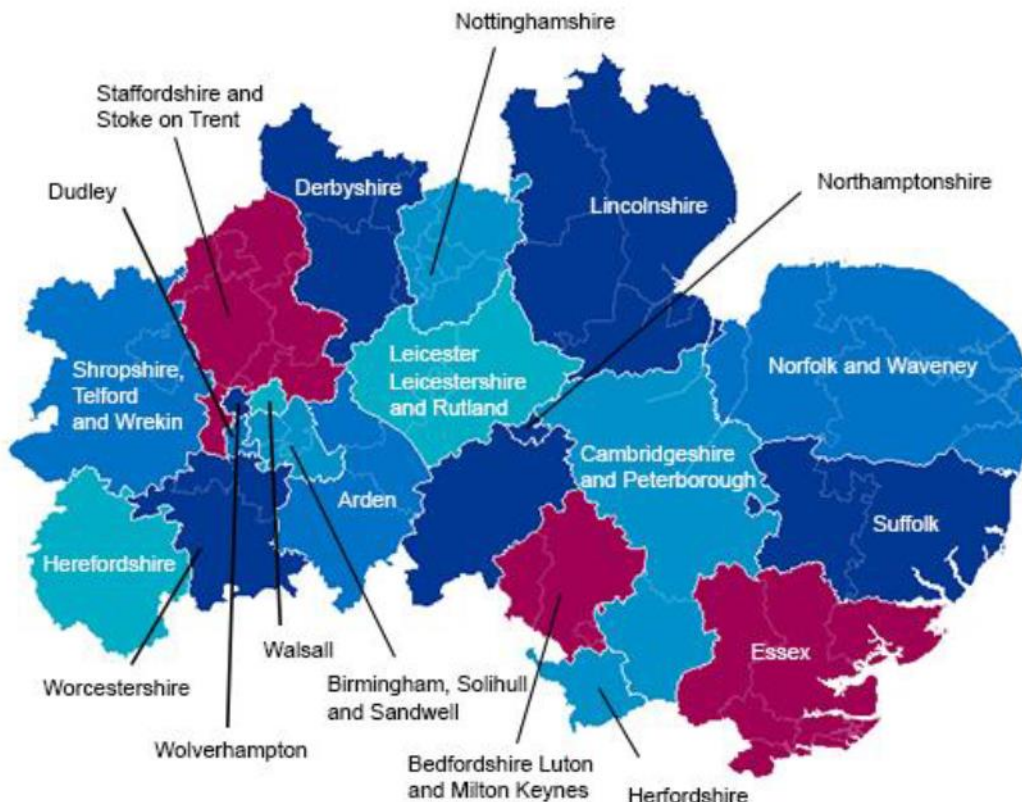 Nottinghamshire
Staffordshire and
Stoke on Trent
Dudley
Derbyshire
Lincolnshire
Northamptonshire
Shropshire,
Telford
and Wrekin
Leicester
Leicestershire
and Rutland
Norfolk and Waveney
Cambridgeshire
and Peterborough
Arden
Suffolk
Herefordshire
Walsall
Essex
Worcestershire
Birmingham, Solihull
and Sandwell
Wolverhampton
Bedfordshire Luton
and Milton Keynes
Herfordshire